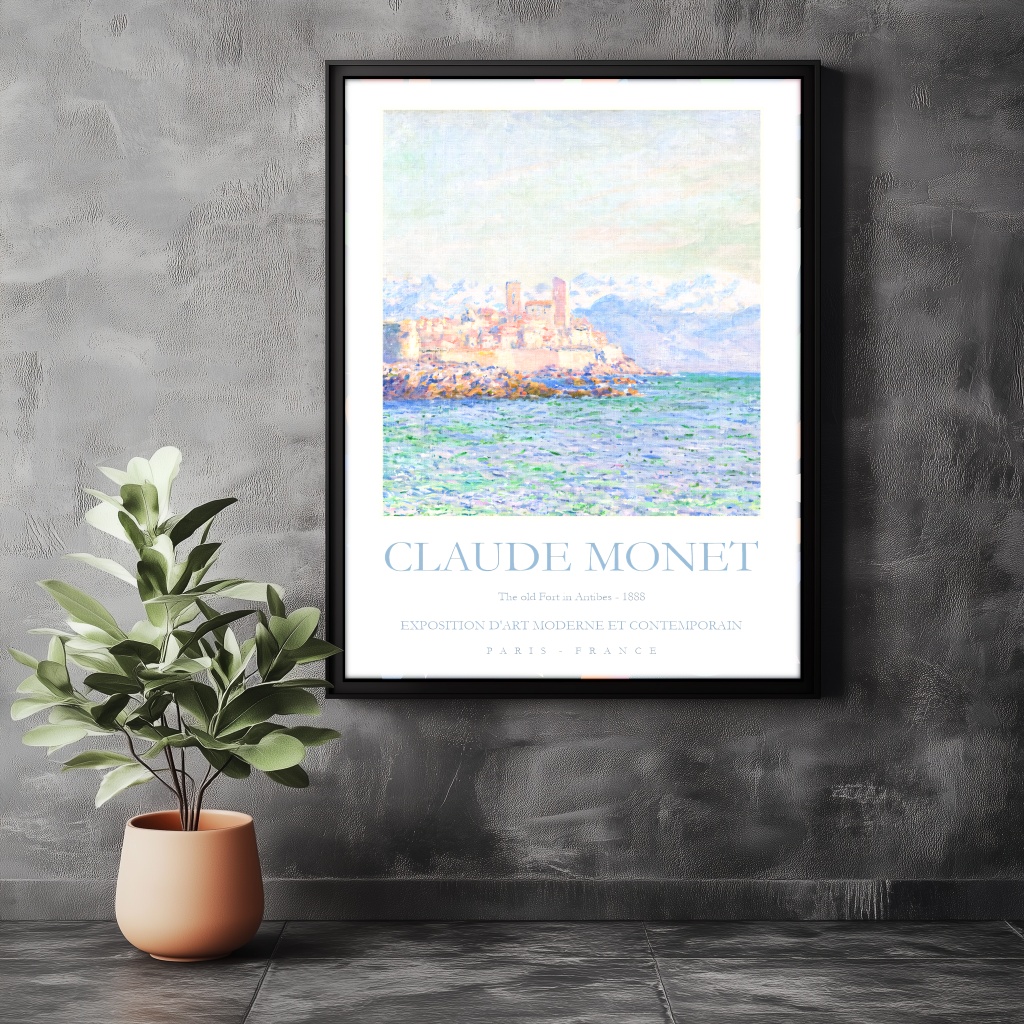 CLAUDE MONET
The old Fort in Antibes - 1888
EXPOSITION D'ART MODERNE ET CONTEMPORAIN
PARIS - FRANCE